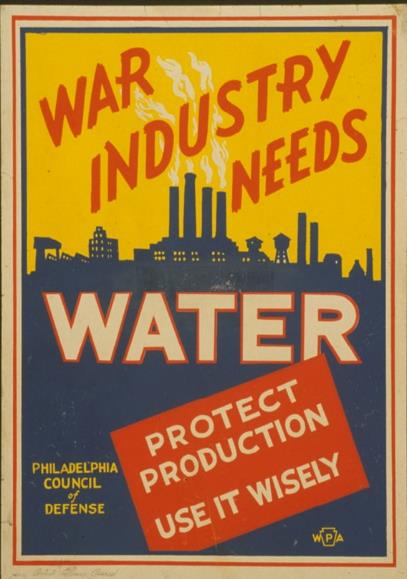 WAR
INDUSTRY
NEEDS
WATER
PROTECT
PRODUCTION
USE IT WISELY
PHILADELPHIA
COUNCIL
of
DEFENSE
WPA